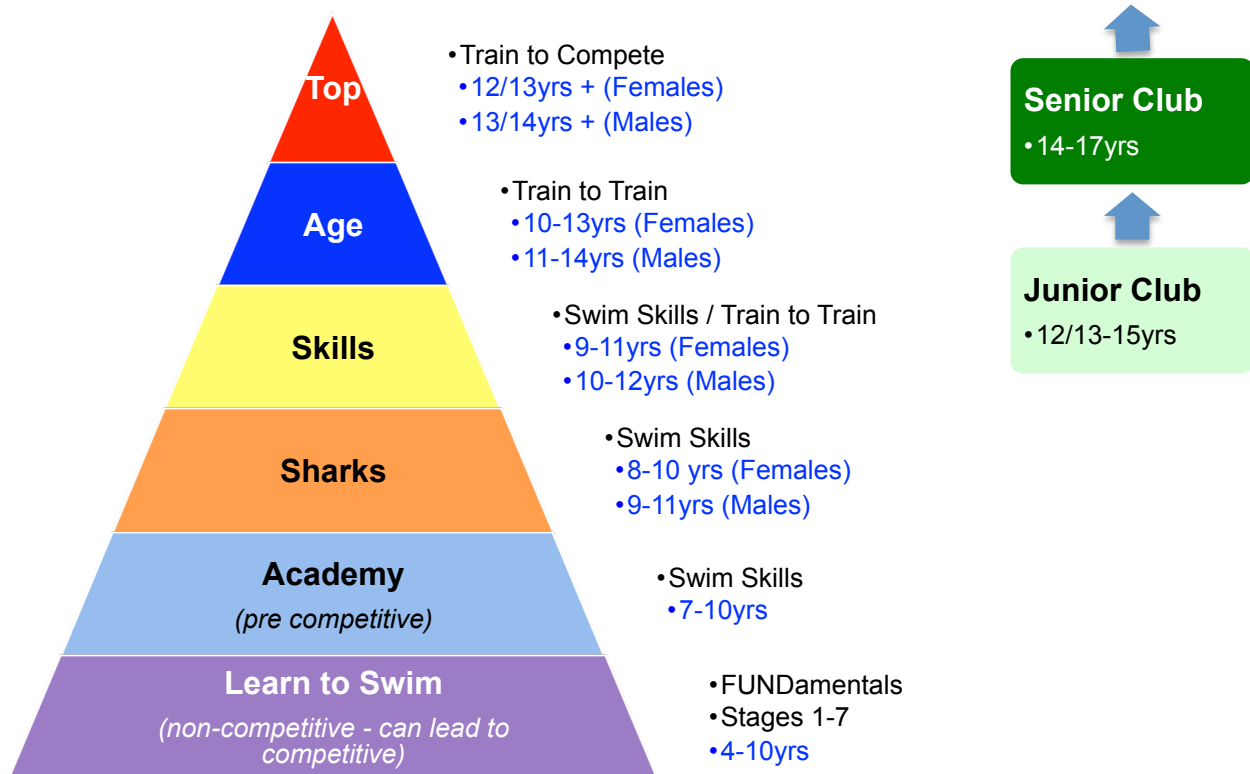 Top
•Train to Compete
•12/13yrs + (Females)
•13/14yrs + (Males)
Age
•Train to Train
•10-13yrs (Females)
•11-14yrs (Males)
Skills
•Swim Skills / Train to Train
•9-11yrs (Females)
•10-12yrs (Males)
Sharks
•Swim Skills
•8-10 yrs (Females)
•9-11yrs (Males)
Academy
(pre competitive)
•Swim Skills
•7-10yrs
Learn to Swim
(non-competitive - can lead to
competitive)
•FUNDamentals
•Stages 1-7
•4-10yrs
Senior Club
•14-17yrs
Junior Club
•12/13-15yrs